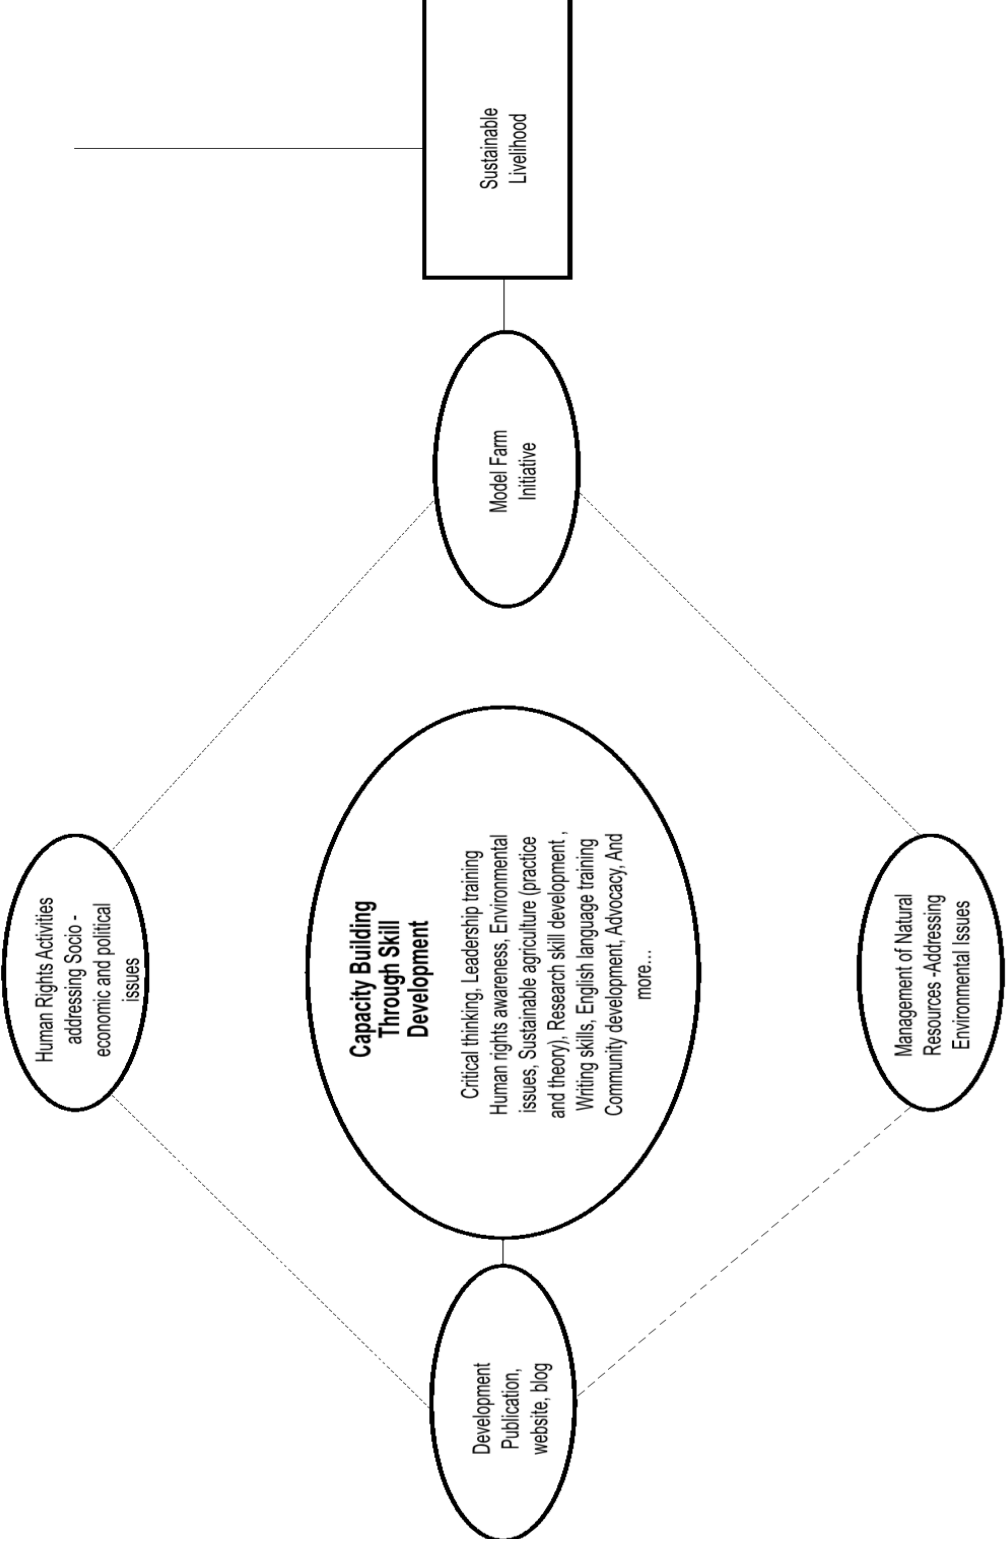 Human Rights Activities
addressing Socio -
economic and political
issues
Capacity Building
Through Skill
Development
Critical thinking, Leadership training
Human rights awareness, Environmental
issues, Sustainable agriculture (practice
and theory), Research skill development ,
Writing skills, English language training
Community development, Advocacy, And
more...
Development
Publication,
website, blog
Model Farm
Initiative
Sustainable
Livelihood
Management of Natural
Resources -Addressing
Environmental Issues